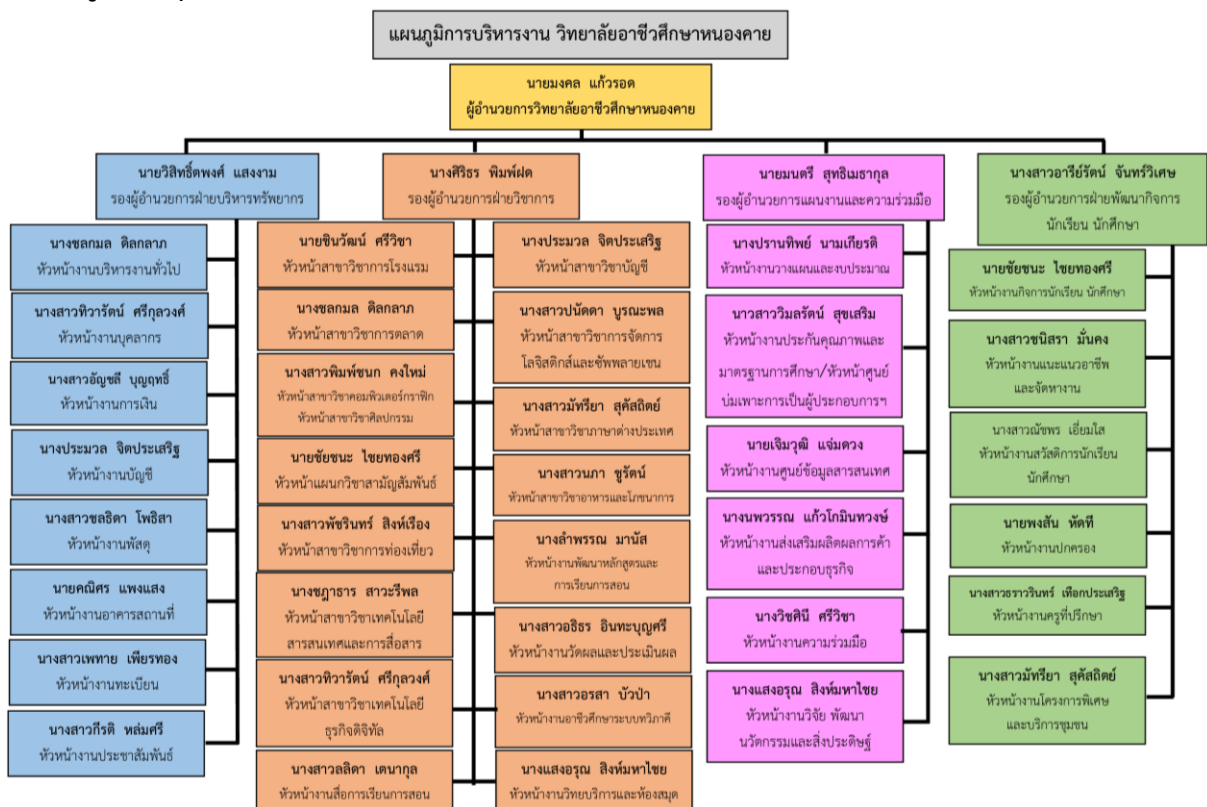 แผนภูมิการบริหารงาน วิทยาลัยอาชีวศึกษาหนองคาย
นายมงคล แก้วรอด
ผู้อำนวยการวิทยาลัยอาชีวศึกษาหนองคาย
นายวิสิทธิ์ตพงศ์ แสงงาม
รองผู้อำนวยการฝ่ายบริหารทรัพยากร
นางชลกมล ดิลกลาภ
หัวหน้างานบริหารงานทั่วไป
นางสาวทิวารัตน์ ศรีกุลวงศ์
หัวหน้างานบุคลากร
นางสาวอัญชลี บุญฤทธิ์
หัวหน้างานการเงิน
นางประมวล จิตประเสริฐ
หัวหน้างานบัญชี
นางสาวชลธิดา โพธิสา
หัวหน้างานพัสดุ
นายคณิศร แพงแสง
หัวหน้างานอาคารสถานที่
นางสาวเพทาย เพียรทอง
หัวหน้างานทะเบียน
นางสาวกีรติ หล่มศรี
หัวหน้างานประชาสัมพันธ์
นางศิริธร พิมพ์ฝด
รองผู้อำนวยการฝ่ายวิชาการ
นายชินวัฒน์ ศรีวิชา
หัวหน้าสาขาวิชาการโรงแรม
นางชลกมล ดิลกลาภ
หัวหน้าสาขาวิชาการตลาด
นางสาวพิมพ์ชนก คงใหม่
หัวหน้าสาขาวิชาคอมพิวเตอร์กราฟิก
หัวหน้าสาขาวิชาศิลปกรรม
นายชัยชนะ ไชยทองศรี
หัวหน้าแผนกวิชาสามัญสัมพันธ์
นางสาวพัชรินทร์ สิงห์เรือง
หัวหน้าสาขาวิชาการท่องเที่ยว
นางชฎาธาร สาวะรีพล
หัวหน้าสาขาวิชาเทคโนโลยี
สารสนเทศและการสื่อสาร
นางสาวทิวารัตน์ ศรีกุลวงศ์
หัวหน้าสาขาวิชาเทคโนโลยี
ธุรกิจดิจิทัล
นางสาวลลิดา เตนากุล
หัวหน้างานสื่อการเรียนการสอน
นางประมวล จิตประเสริฐ
หัวหน้าสาขาวิชาบัญชี
นางสาวปนัดดา บูรณะพล
หัวหน้าสาขาวิชาการจัดการ
โลจิสติกส์และซัพพลายเชน
นางสาวมัทรียา สุคัสถิตย์
หัวหน้าสาขาวิชาภาษาต่างประเทศ
นางสาวนภา ชูรัตน์
หัวหน้าสาขาวิชาอาหารและโภชนาการ
นางลำพรรณ มานัส
หัวหน้างานพัฒนาหลักสูตรและ
การเรียนการสอน
นางสาวอธิธร อินทะบุญศรี
หัวหน้างานวัดผลและประเมินผล
นางสาวอรสา บัวป่า
หัวหน้างานอาชีวศึกษาระบบทวิภาคี
นางแสงอรุณ สิงห์มหาไชย
หัวหน้างานวิทยบริการและห้องสมุด
นายมนตรี สุทธิเมธากุล
รองผู้อำนวยการแผนงานและความร่วมมือ
นางปรานทิพย์ นามเกียรติ
หัวหน้างานวางแผนและงบประมาณ
นาวสาววิมลรัตน์ สุขเสริม
หัวหน้างานประกันคุณภาพและ
มาตรฐานการศึกษา/หัวหน้าศูนย์
บ่มเพาะการเป็นผู้ประกอบการฯ
นายเจิมวุฒิ แจ่มดวง
หัวหน้างานศูนย์ข้อมูลสารสนเทศ
นางนพวรรณ แก้วโกมินทวงษ์
หัวหน้างานส่งเสริมผลิตผลการค้า
และประกอบธุรกิจ
นางวิชศินี ศรีวิชา
หัวหน้างานความร่วมมือ
นางแสงอรุณ สิงห์มหาไชย
หัวหน้างานวิจัย พัฒนา
นวัตกรรมและสิ่งประดิษฐ์
นางสาวอารีย์รัตน์ จันทร์วิเศษ
รองผู้อำนวยการฝ่ายพัฒนากิจการ
นักเรียน นักศึกษา
นายชัยชนะ ไชยทองศรี
หัวหน้างานกิจการนักเรียน นักศึกษา
นางสาวชนิสรา มั่นคง
หัวหน้างานแนะแนวอาชีพ
และจัดหางาน
นางสาวณัชพร เอี่ยมใส
หัวหน้างานสวัสดิการนักเรียน
นักศึกษา
นายพงสัน หัดที
หัวหน้างานปกครอง
นางสาวธราวรินทร์ เทือกประเสริฐ
หัวหน้างานครูที่ปรึกษา
นางสาวมัทรียา สุคัสถิตย์
หัวหน้างานโครงการพิเศษ
และบริการชุมชน